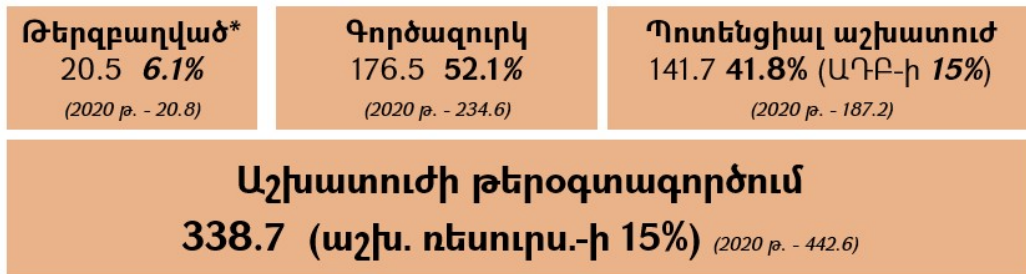 Թերզբաղված*
20.5 6.1%
(2020 թ. - 20.8)
Գործազուրկ
176.5 52.1%
(2020 թ. - 234.6)
Պոտենցիալ աշխատուժ
141.7 41.8% (ԱԴԲ-ի 15%)
(2020 թ. - 187.2)
Աշխատուժի թերօգտագործում
338.7 (աշխ. ռեսուրս.-ի 15%) (2020 թ. - 442.6)